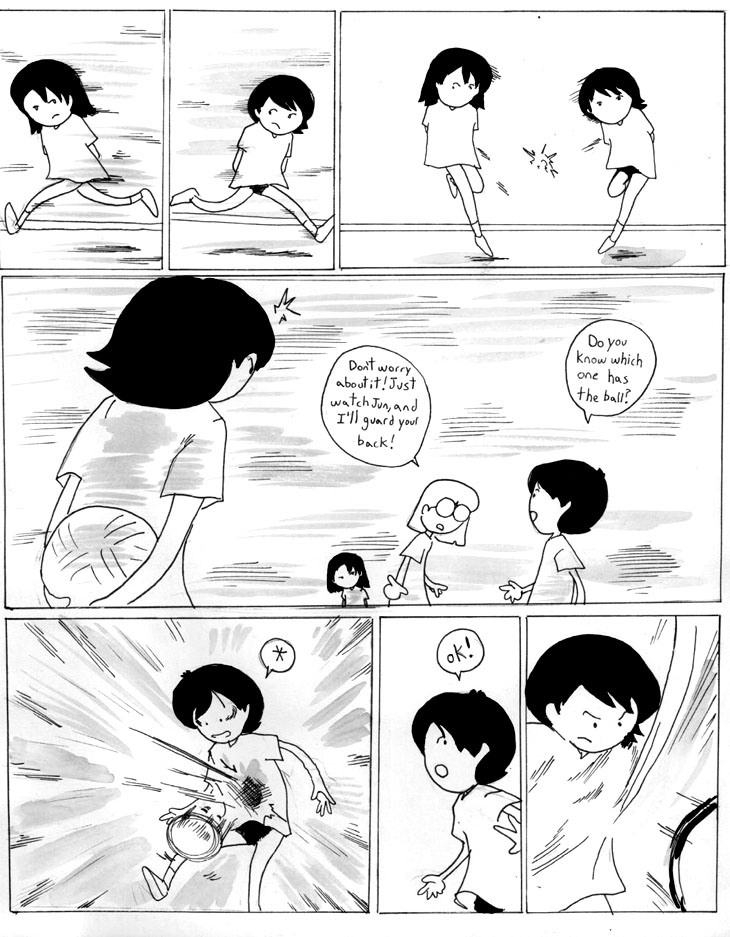 Do you
know which
one has
the ball?
Don't worry
about it! Just
watch Jun, and
I'll guard your
back!
OK!
*